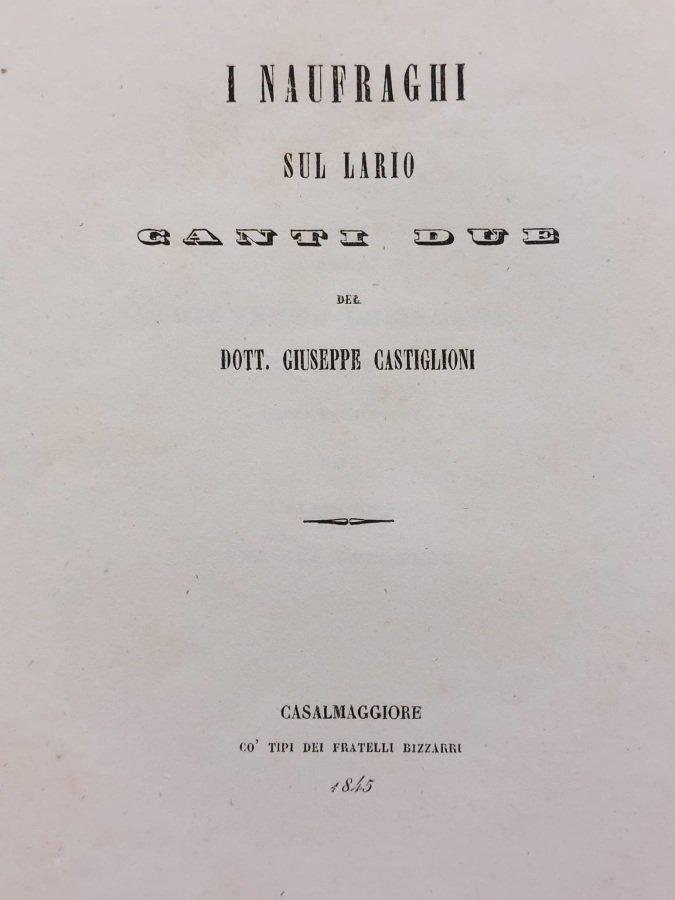 I NAUFRAGHI
SUL LARIO
CANTI DUE
DEL
DOTT. GIUSEPPE CASTIGLIONI
CASALMAGGIORE
CO' TIPI DEI FRATELLI BIZZARRI
1845